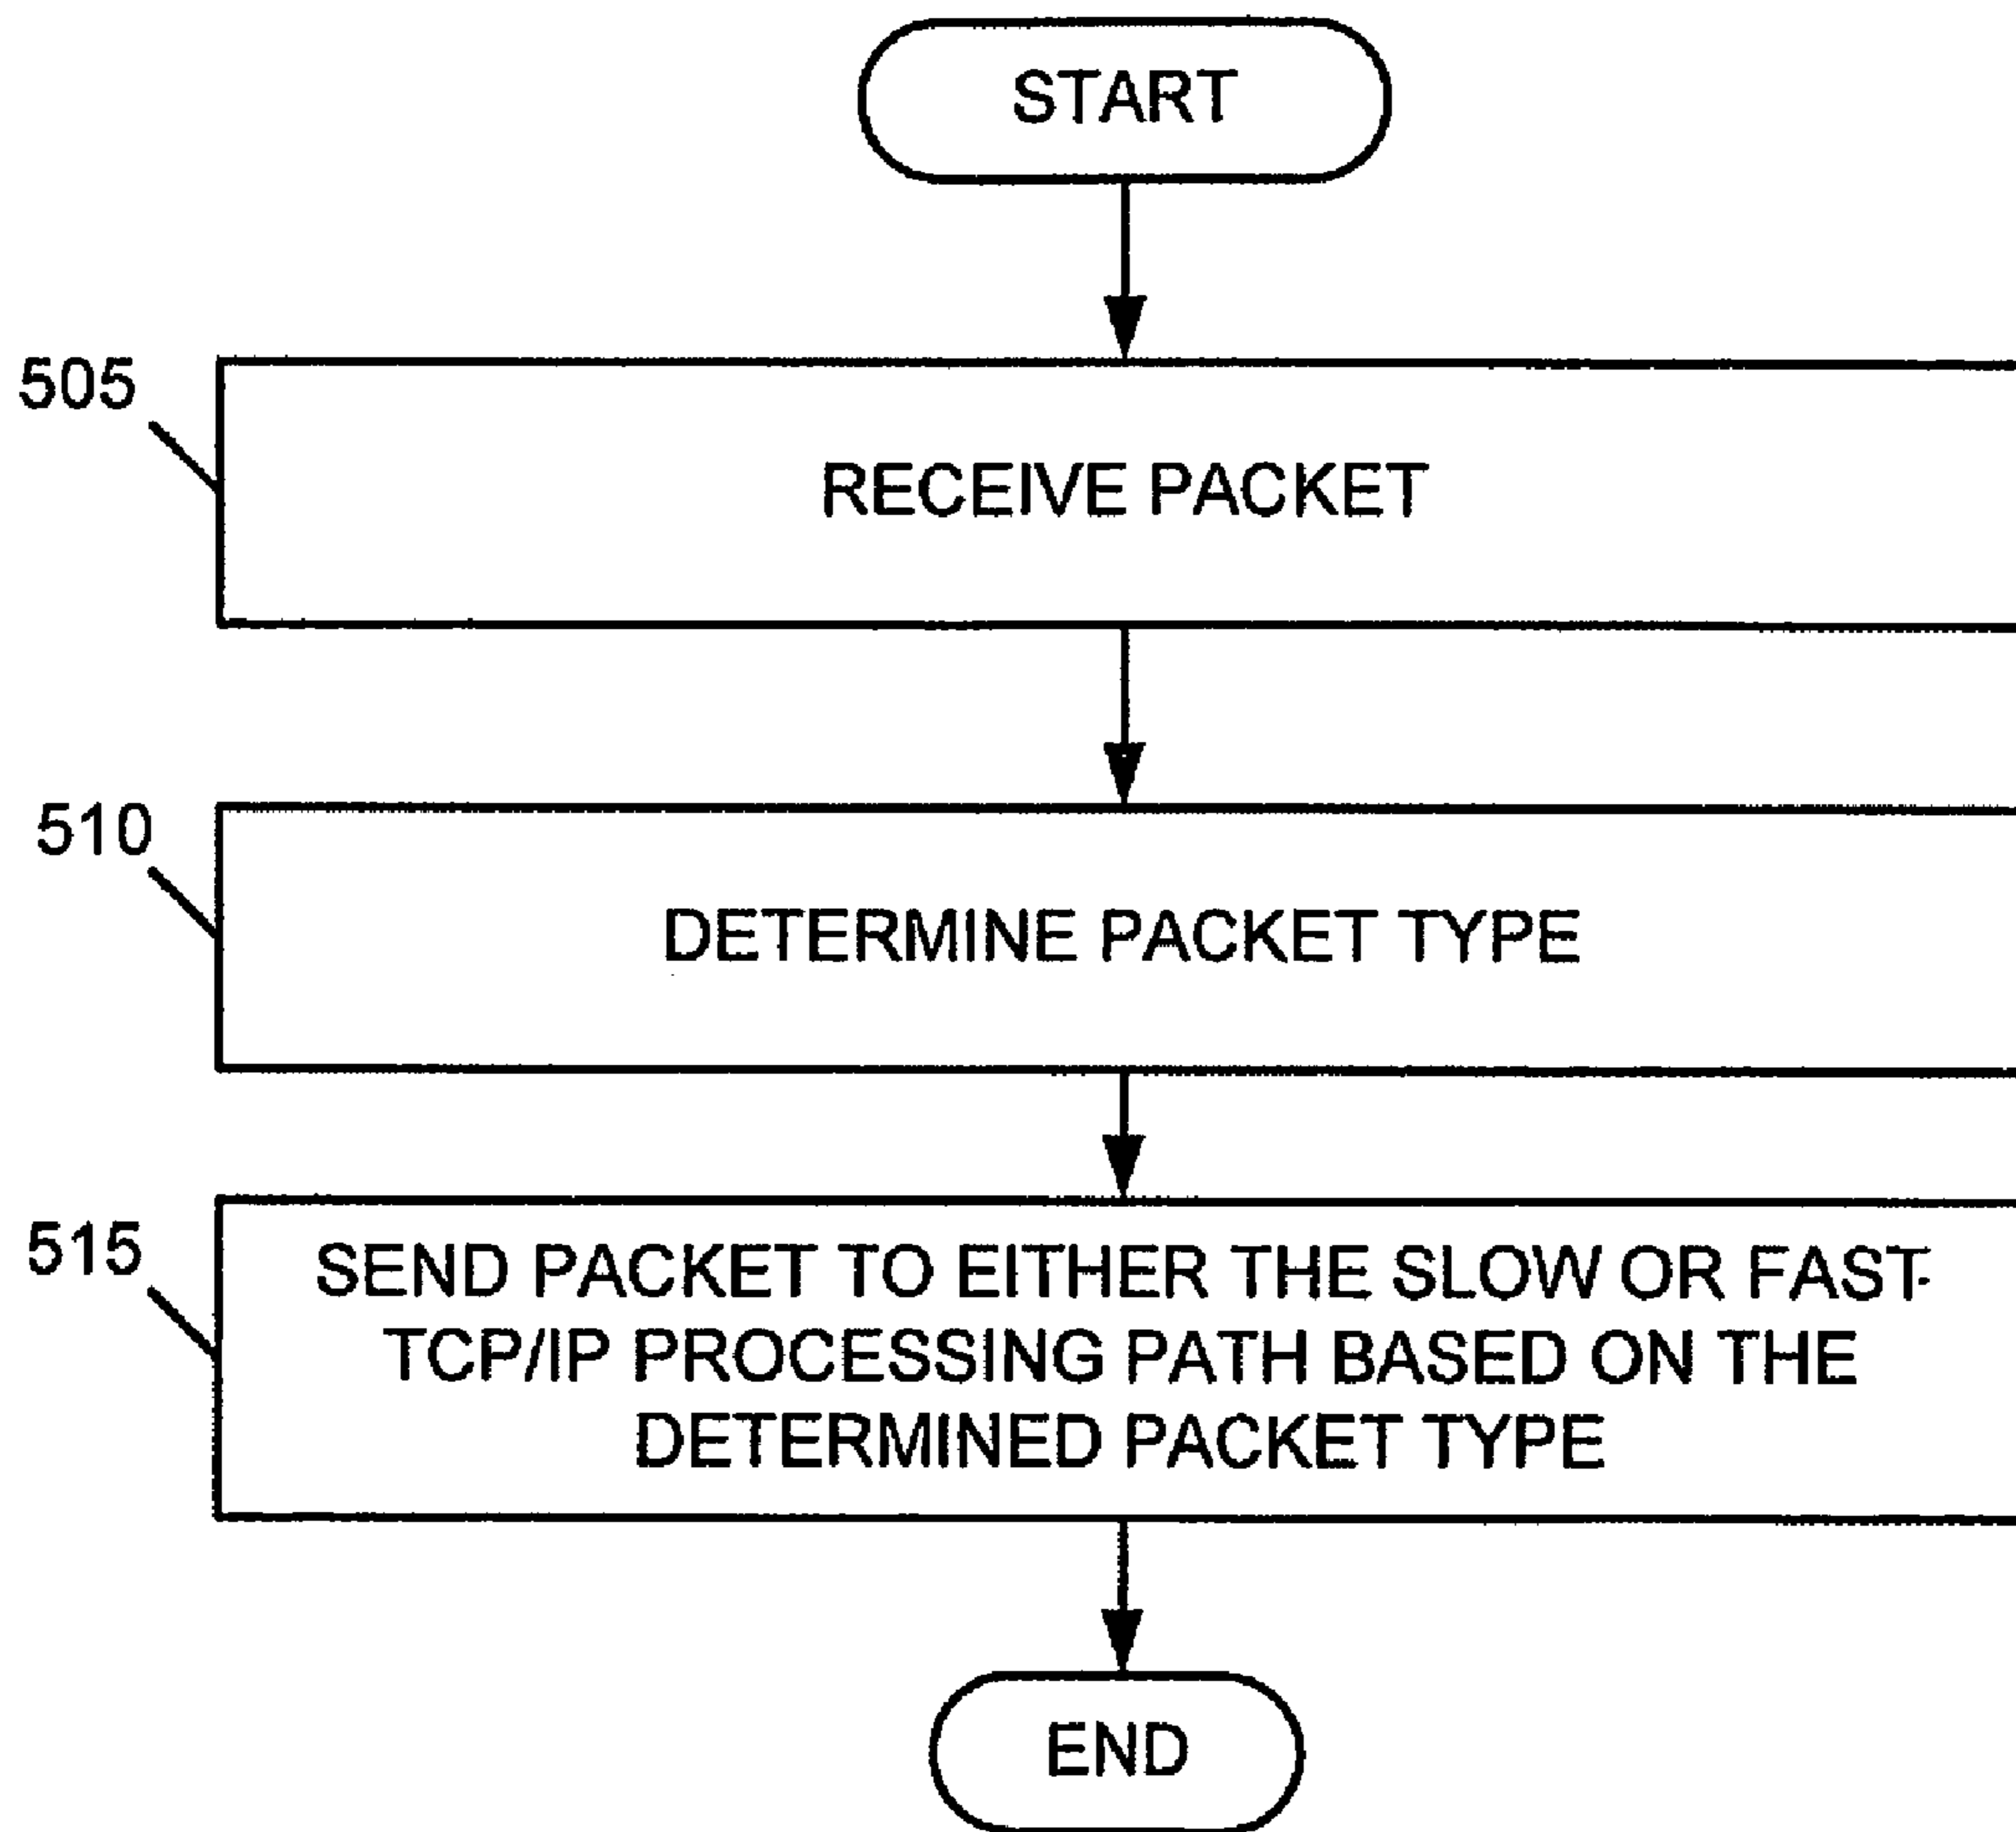 START
505
RECEIVE PACKET
510
DETERMINE PACKET TYPE
515
SEND PACKET TO EITHER THE SLOW OR FAST
TCP/IP PROCESSING PATH BASED ON THE
DETERMINED PACKET TYPE
END